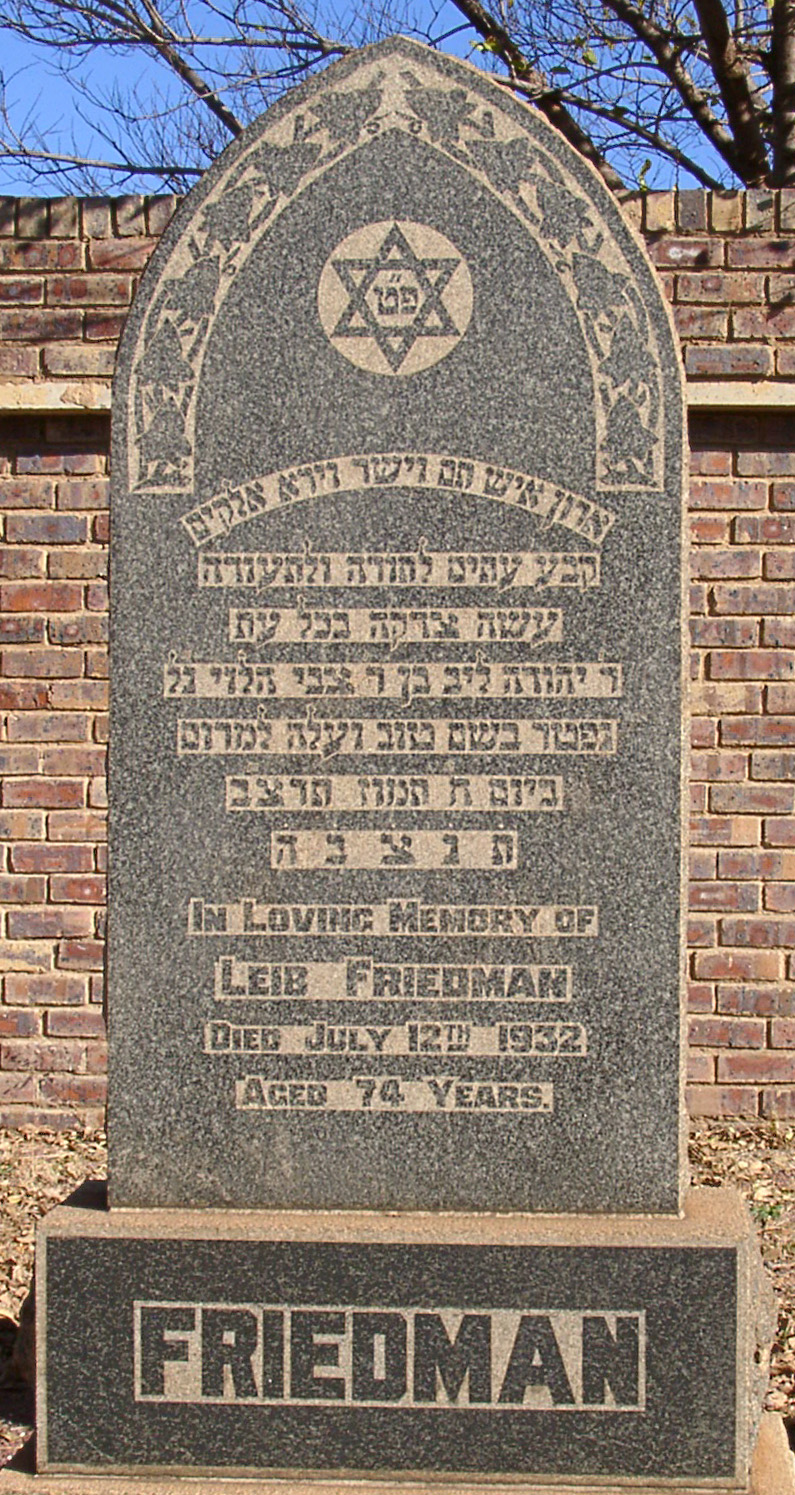 פ"ט
ארון איש תם וישר וירא אלקים
קבע עתים לתורה ולתעודה
עשה צדקה בכל עת
ר' יהודה ליב בן ר' צבי הלוי ז"ל
נפטר בשם טוב ועלה למרום
ביום ח' תמוז תרצ"ב
ת נ צ ב ה
IN LOVING MEMORY OF
LEIB FRIEDMAN
DIED JULY 12TH 1932
AGED 74 YEARS.
FRIEDMAN